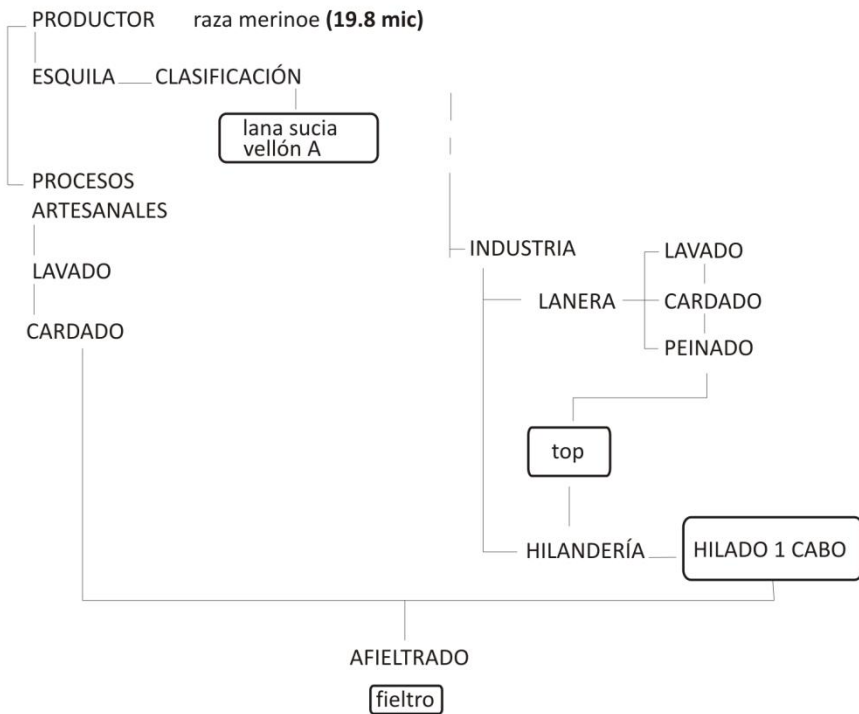 PRODUCTOR raza merinoe (19.8 mic)
ESQUILA CLASIFICACIÓN
lana sucia
vellón A
PROCESOS
ARTESANALES
LAVADO
CARDADO
INDUSTRIA
LANERA
LAVADO
CARDADO
PEINADO
top
HILANDERÍA
HILADO 1 CABO
AFIELTRADO
fieltro